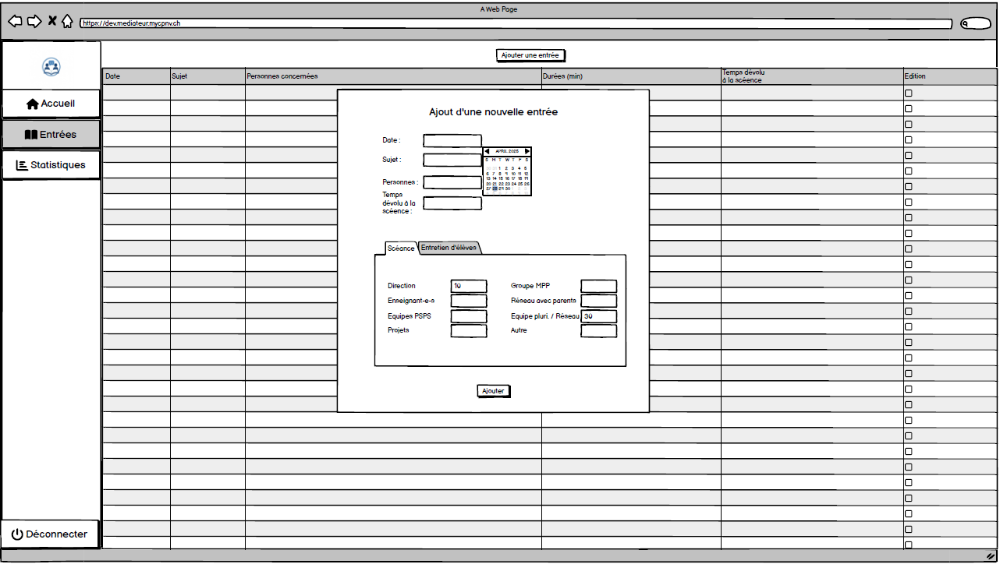 A Web Page
https://dev.mediateur.mycpnv.ch
Ajouter une entrée
Date Sujet Personnes concernées Durées (min) Temps dévolu
à la scéence Edition
Accueil
Entrées
Statistiques
Déconnecter
Ajout d'une nouvelle entrée
Date :
Sujet :
Personnes :
Temps
dévolu à la
scéence :
APRIL 2025
S M T W T F S
30 31 1 2 3 4 5
6 7 8 9 10 11 12
13 14 15 16 17 18 19
20 21 22 23 24 25 26
27 28 29 30
Scéance Entretien d'élèves
Direction 10 Groupe MPP
Enseignant-e-s Réseau avec parents
Equipes PSPS Equipe pluri. / Réseau 30
Projets Autre
Ajouter